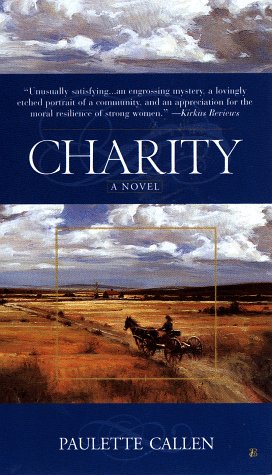 “Unusually satisfying...an engrossing mystery, a lovingly
etched portrait of a community, and an appreciation for the
moral resilience of strong women.” —Kirkus Reviews
CHARITY
A NOVEL
PAULETTE CALLEN